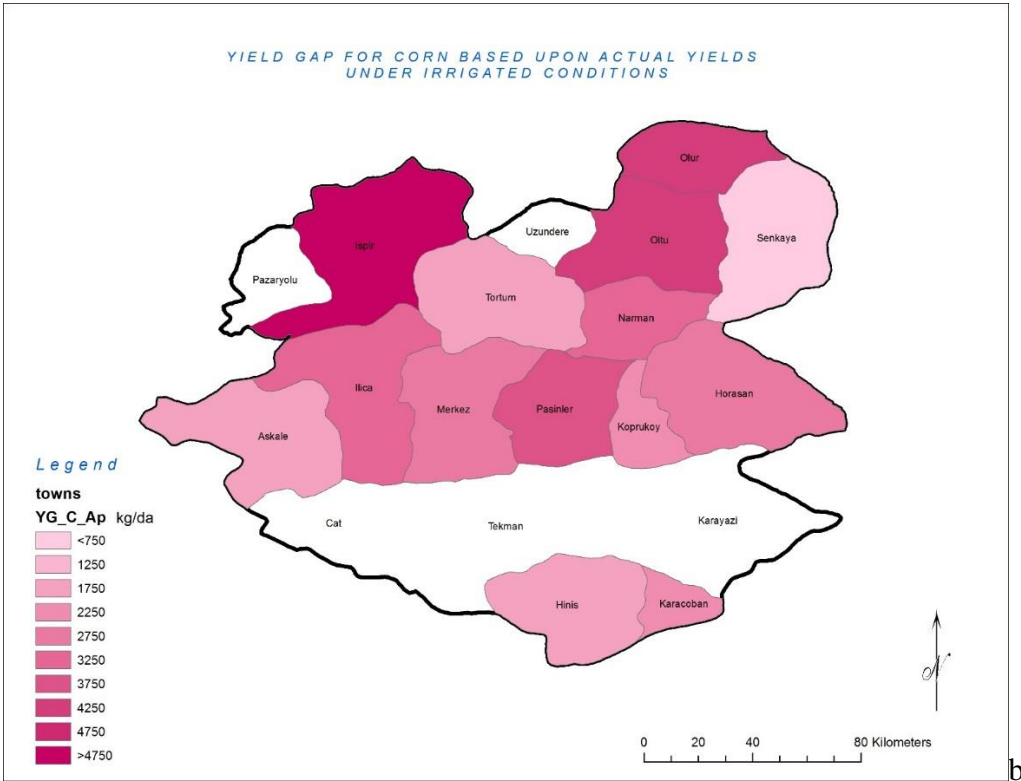 YIELD GAP FOR CORN BASED UPON ACTUAL YIELDS
UNDER IRRIGATED CONDITIONS
Olur
Senkaya
Uzundere
Oltu
Ispir
Pazaryolu
Tortum
Narman
Ilica
Merkez
Pasinler
Koprukoy
Horasan
Askale
Cat
Tekman
Karayazi
Hinis
Karacoban
Legend
towns
YG_C_Ap kg/da
<750
1250
1750
2250
2750
3250
3750
4250
4750
>4750
N
0 20 40 80 Kilometers
b